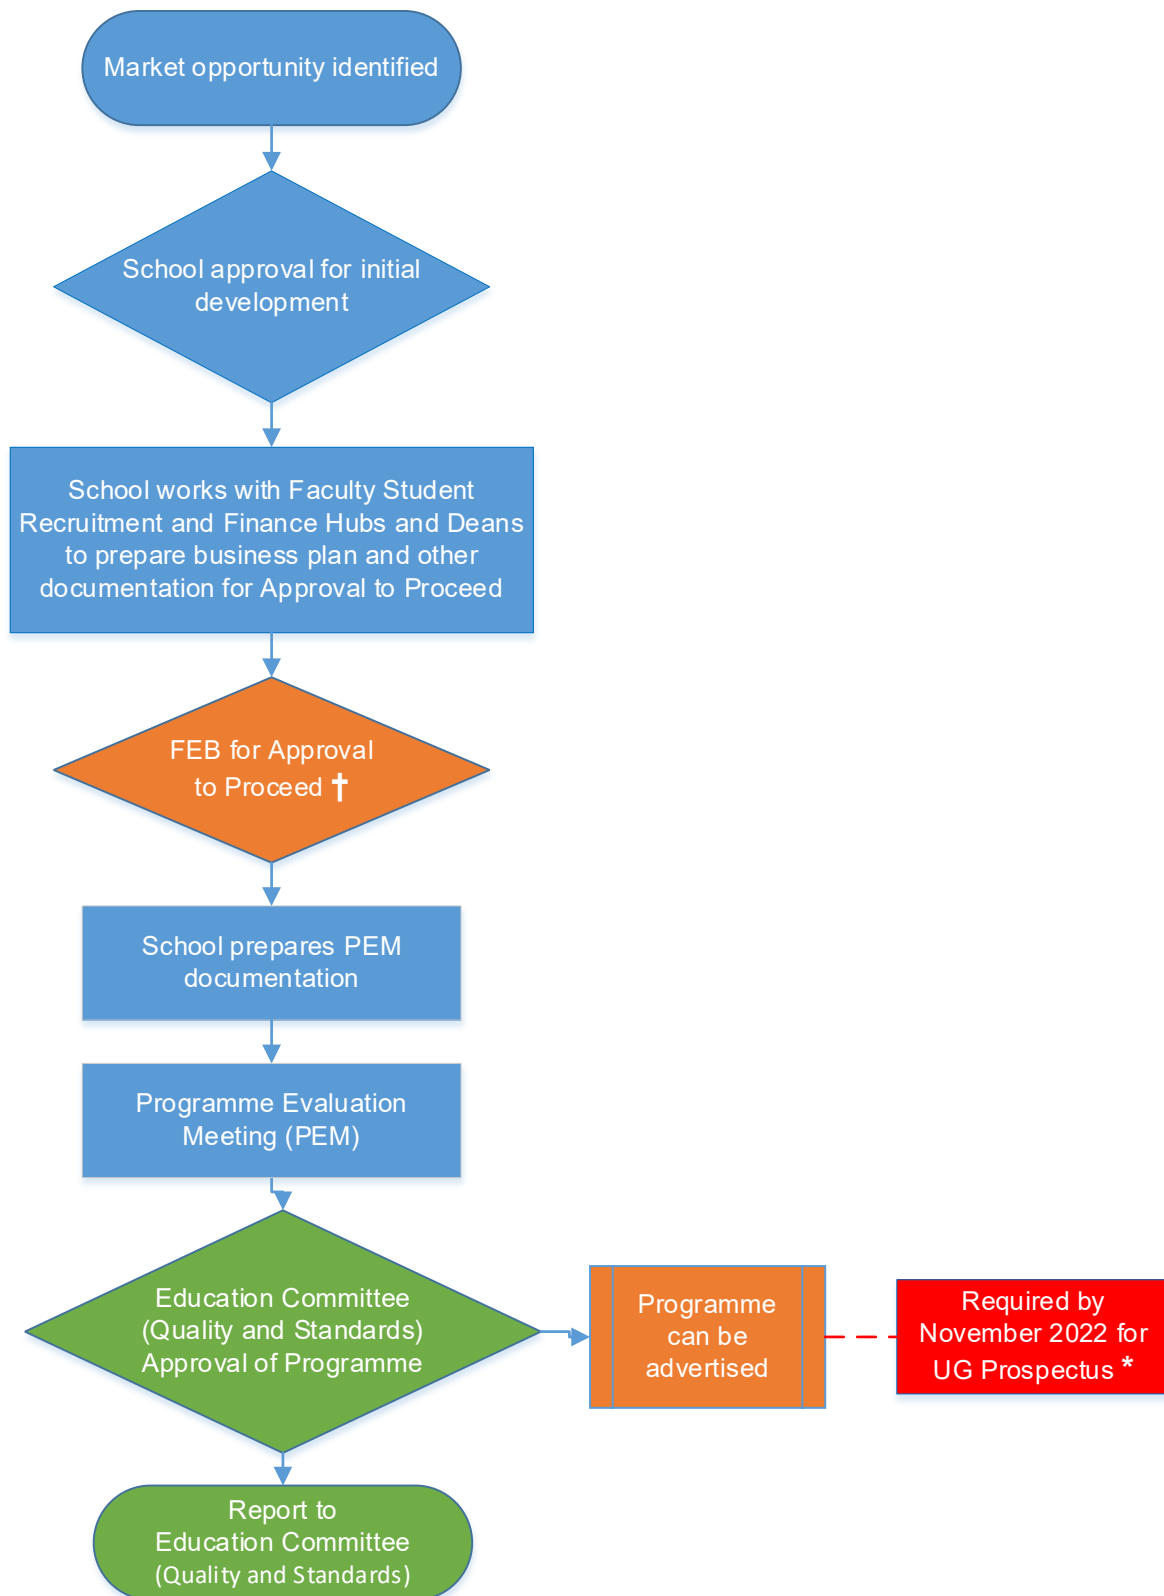 Market opportunity identified
School approval for initial
development
School works with Faculty Student
Recruitment and Finance Hubs and Deans
to prepare business plan and other
documentation for Approval to Proceed
FEB for Approval
to Proceed †
School prepares PEM
documentation
Programme Evaluation
Meeting (PEM)
Education Committee
(Quality and Standards)
Approval of Programme
Programme
can be
advertised
Required by
November 2022 for
UG Prospectus *
Report to
Education Committee
(Quality and Standards)